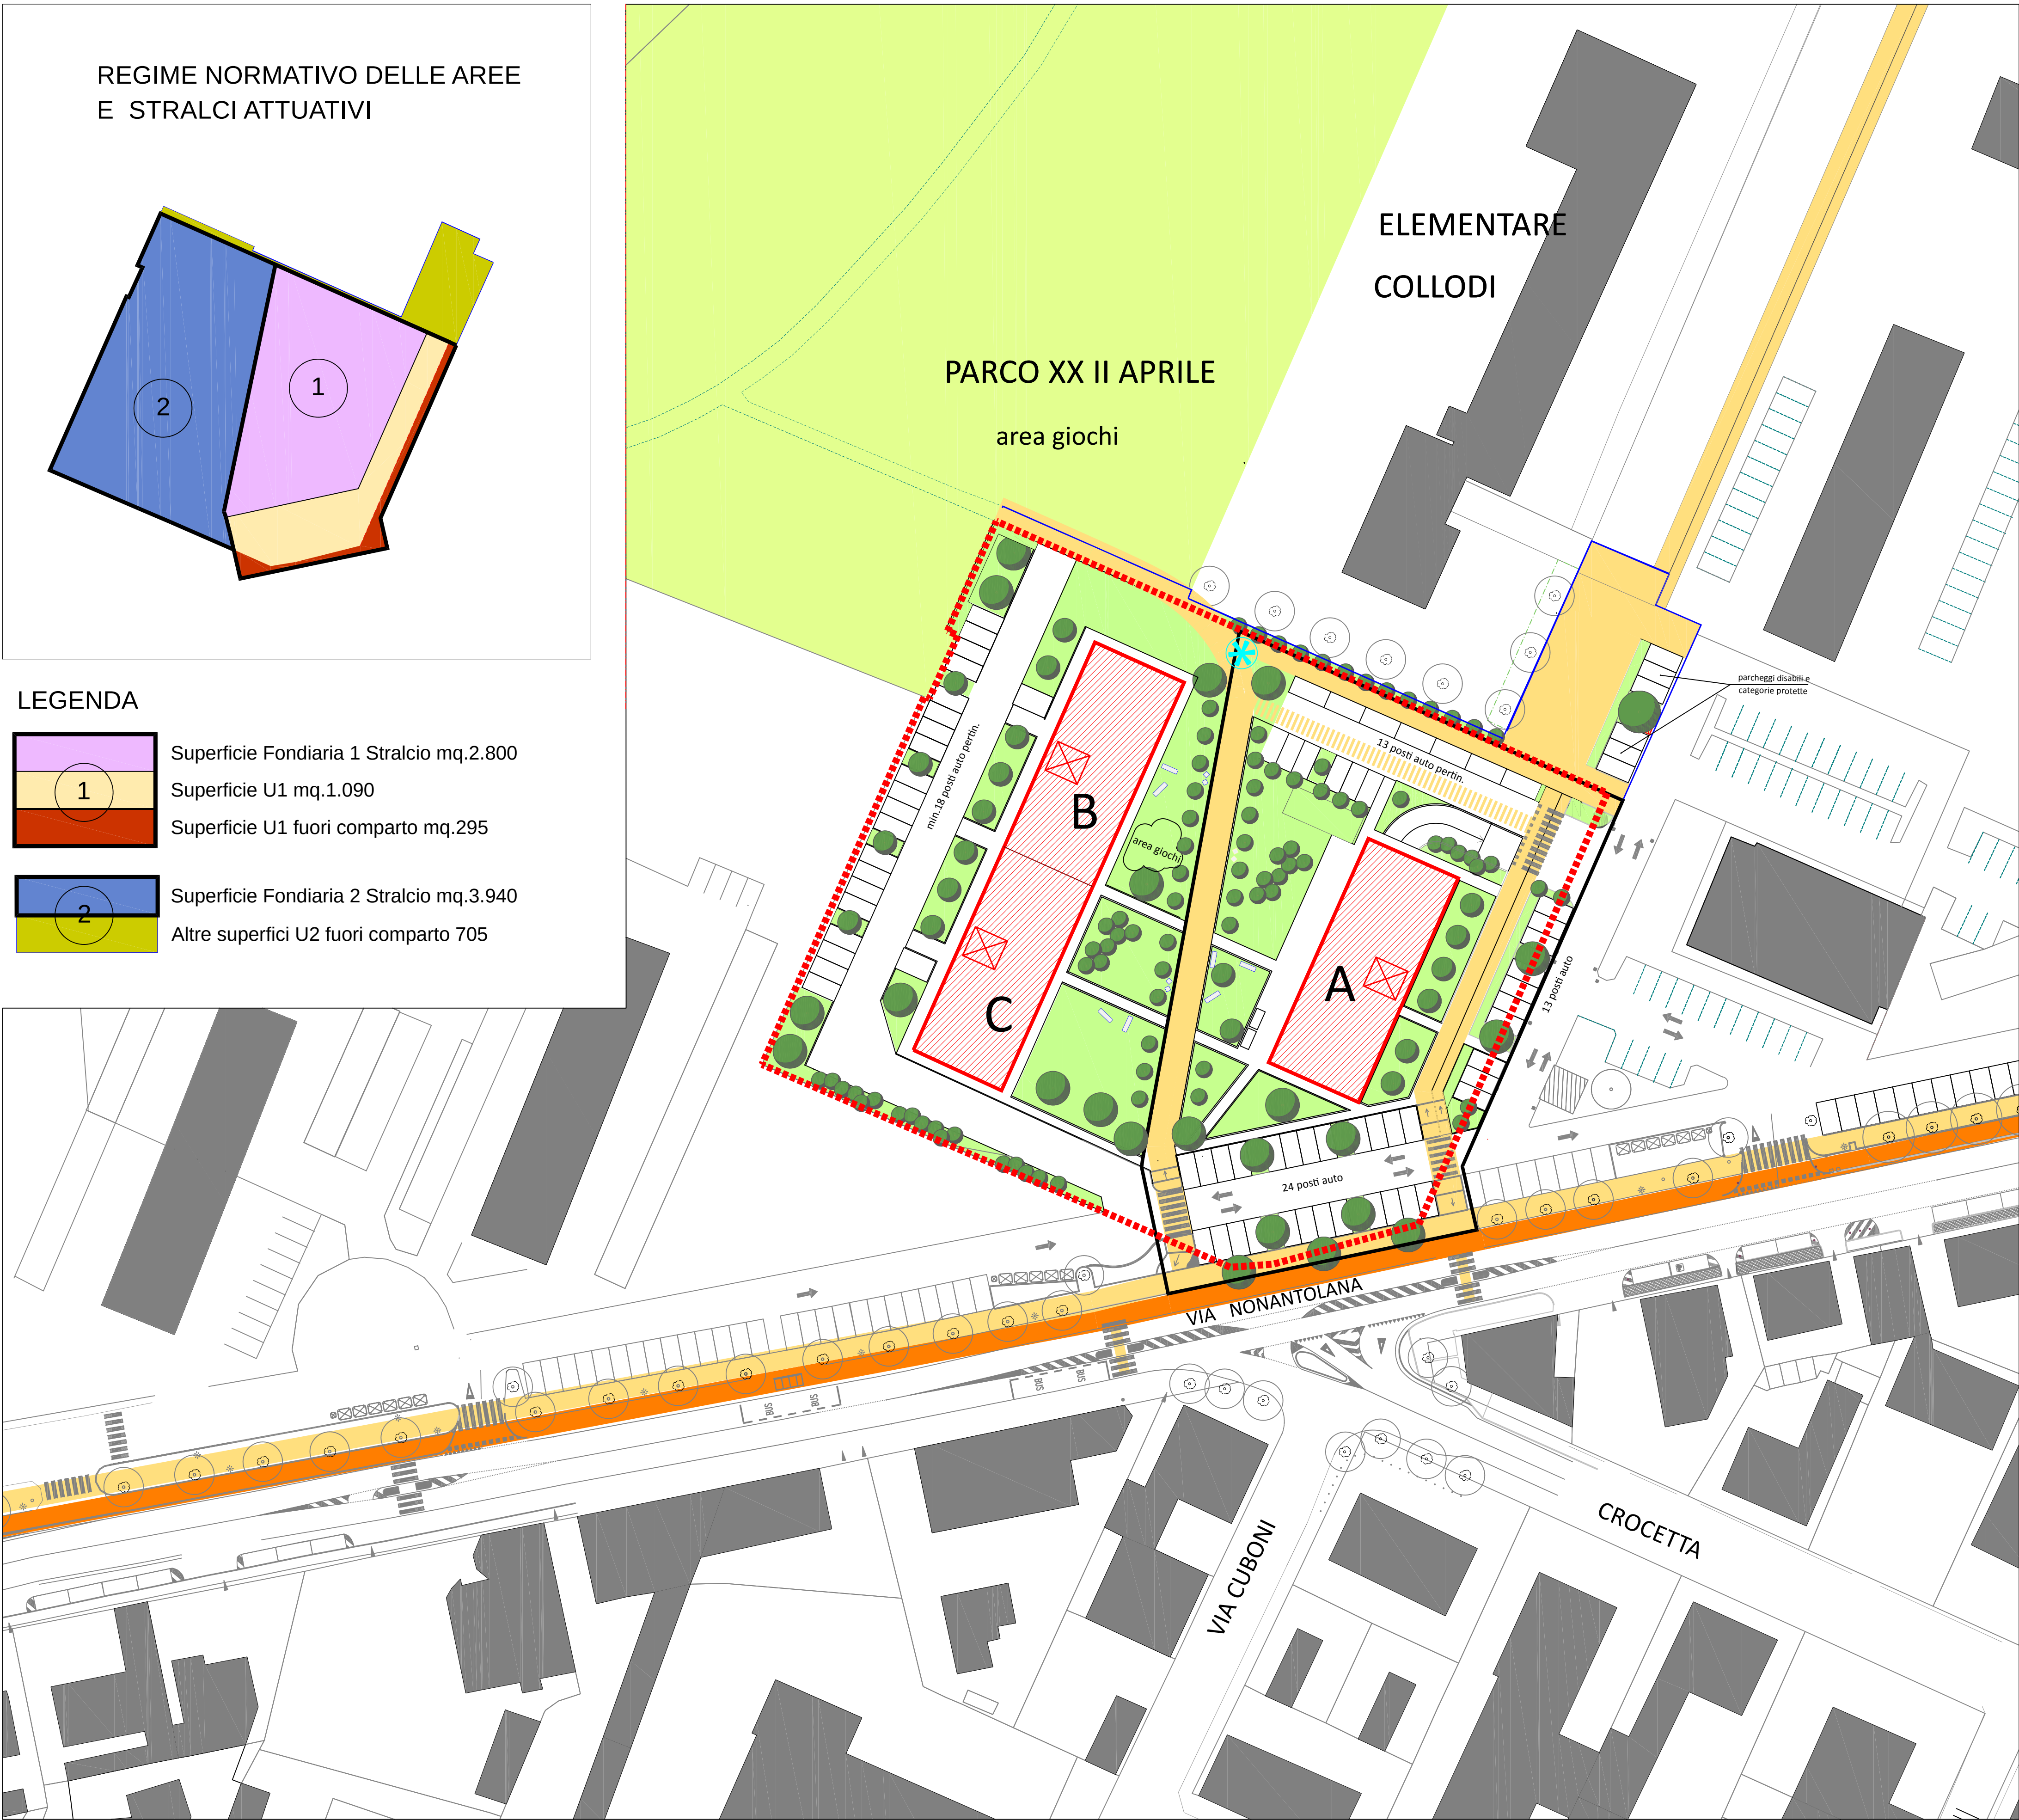 REGIME NORMATIVO DELLE AREE
E STRALCI ATTUATIVI
1
2
LEGENDA
1
Superficie Fondiaria 1 Stralcio mq.2.800
Superficie U1 mq.1.090
Superficie U1 fuori comparto mq.295
2
Superficie Fondiaria 2 Stralcio mq.3.940
Altre superfici U2 fuori comparto 705
ELEMENTARE
COLLODI
PARCO XX II APRILE
area giochi
parcheggi disabili e
categorie protette
13 posti auto pertin.
min.18 posti auto pertin.
B
area giochi
A
C
13 posti auto
24 posti auto
VIA NONANTOLANA
BUS
BUS
BUS
BUS
P
VIA CUBONI
CROCETTA